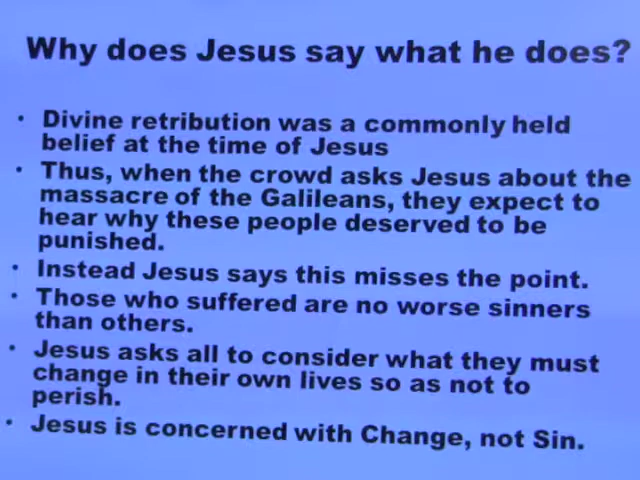 Why does Jesus say what he does?
• Divine retribution was a commonly held
belief at the time of Jesus
• Thus, when the crowd asks Jesus about the
massacre of the Galileans, they expect to
hear why these people deserved to be
punished.
• Instead Jesus says this misses the point.
• Those who suffered are no worse sinners
than others.
• Jesus asks all to consider what they must
change in their own lives so as not to
perish.
• Jesus is concerned with Change, not Sin.